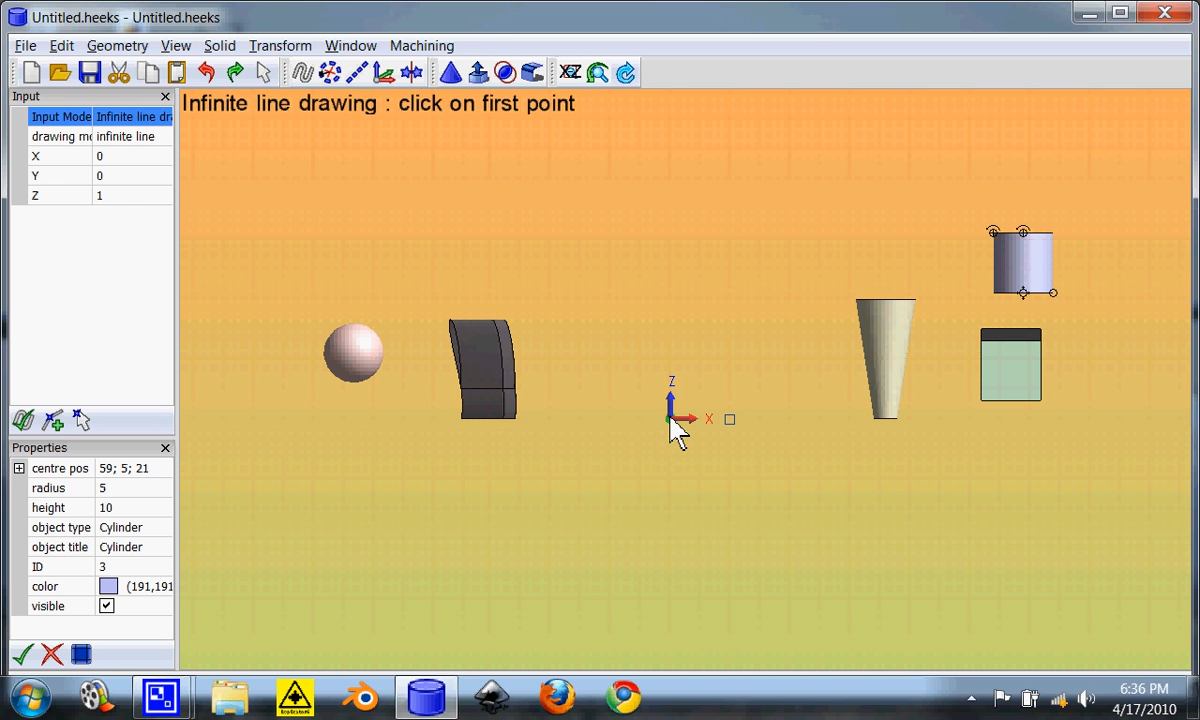 Untitled.heeks - Untitled.heeks
File Edit Geometry View Solid Transform Window Machining
Input
Input Mode Infinite line dr
drawing mo infinite line
X 0
Y 0
Z 1
Infinite line drawing : click on first point
Z
X
Properties
centre pos 59; 5; 21
radius 5
height 10
object type Cylinder
object title Cylinder
ID 3
color (191,191
visible
6:36 PM
4/17/2010